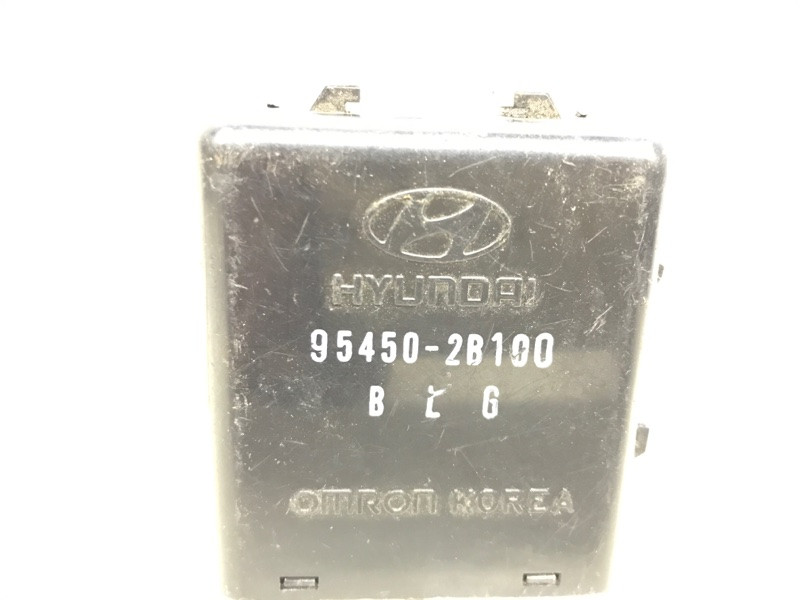 HYUNDAI
95450-2B100
B L G
OMRON KOREA